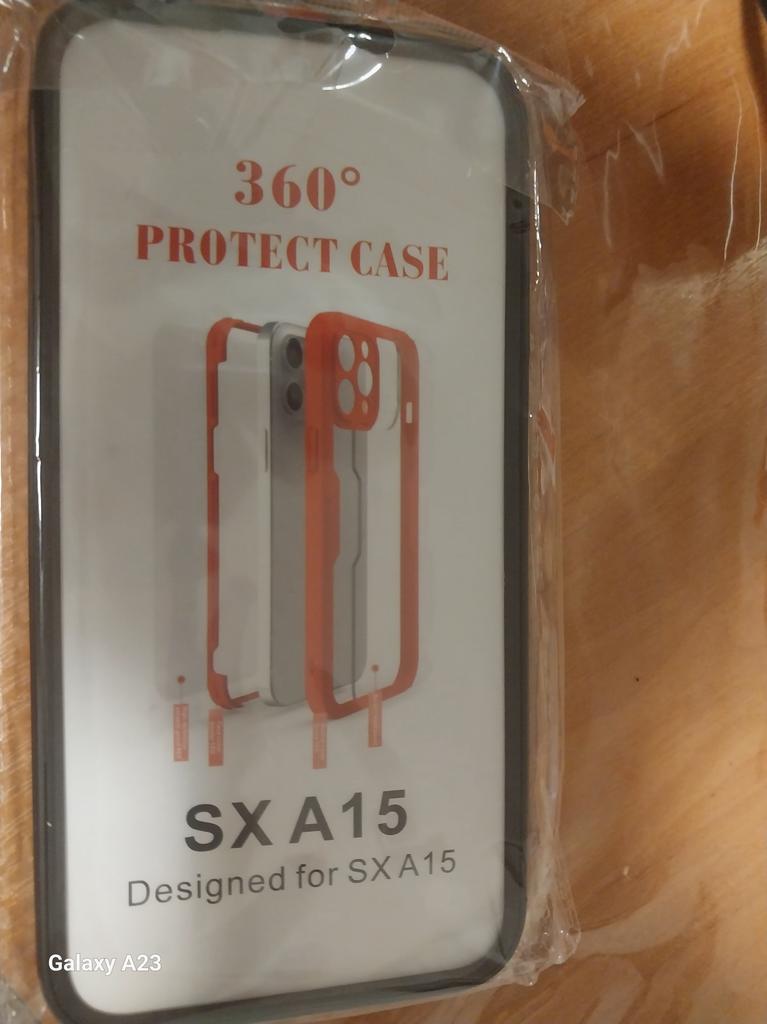 360°
PROTECT CASE
SX A15
Designed for SX A15
Galaxy A23